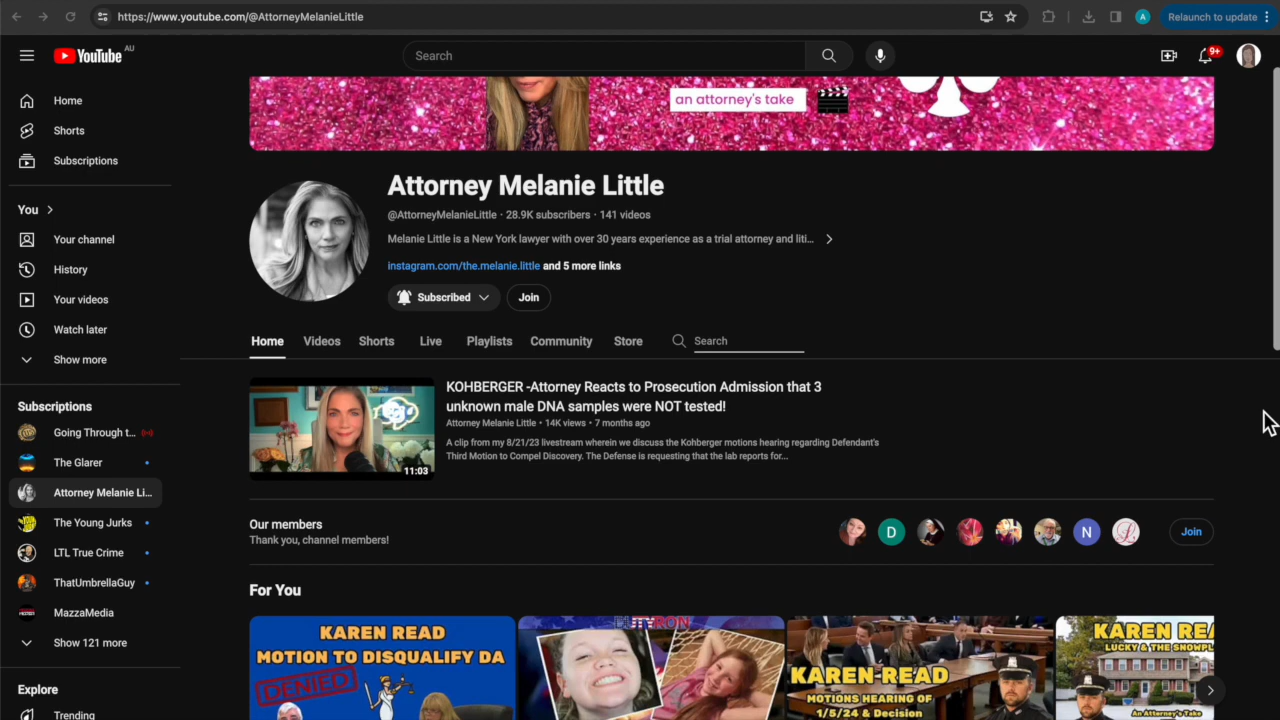 https://www.youtube.com/@AttorneyMelanieLittle
A
Relaunch to update
YouTube AU
Search
9+
Home
Shorts
Subscriptions
You
Your channel
History
Your videos
Watch later
Show more
Subscriptions
Going Through t...
The Glarer
Attorney Melanie Li...
The Young Jurks
LTL True Crime
ThatUmbrellaGuy
MazzaMedia
Show 121 more
Explore
Trending
an attorney's take
Attorney Melanie Little
@AttorneyMelanieLittle · 28.9K subscribers · 141 videos
Melanie Little is a New York lawyer with over 30 years experience as a trial attorney and liti...
instagram.com/the.melanie.little and 5 more links
Subscribed
Join
Home Videos Shorts Live Playlists Community Store Search
KOHBERGER -Attorney Reacts to Prosecution Admission that 3
unknown male DNA samples were NOT tested!
Attorney Melanie Little • 14K views • 7 months ago
A clip from my 8/21/23 livestream wherein we discuss the Kohberger motions hearing regarding Defendant's
Third Motion to Compel Discovery. The Defense is requesting that the lab reports for...
11:03
Our members
Thank you, channel members!
D
N
Join
For You
KAREN READ
MOTION TO DISQUALIFY DA
DENIED
KAREN READ
MOTIONS HEARING OF
1/5/24 & Decision
KAREN REA
LUCKY & THE SNOWPL
An Attorney's Take